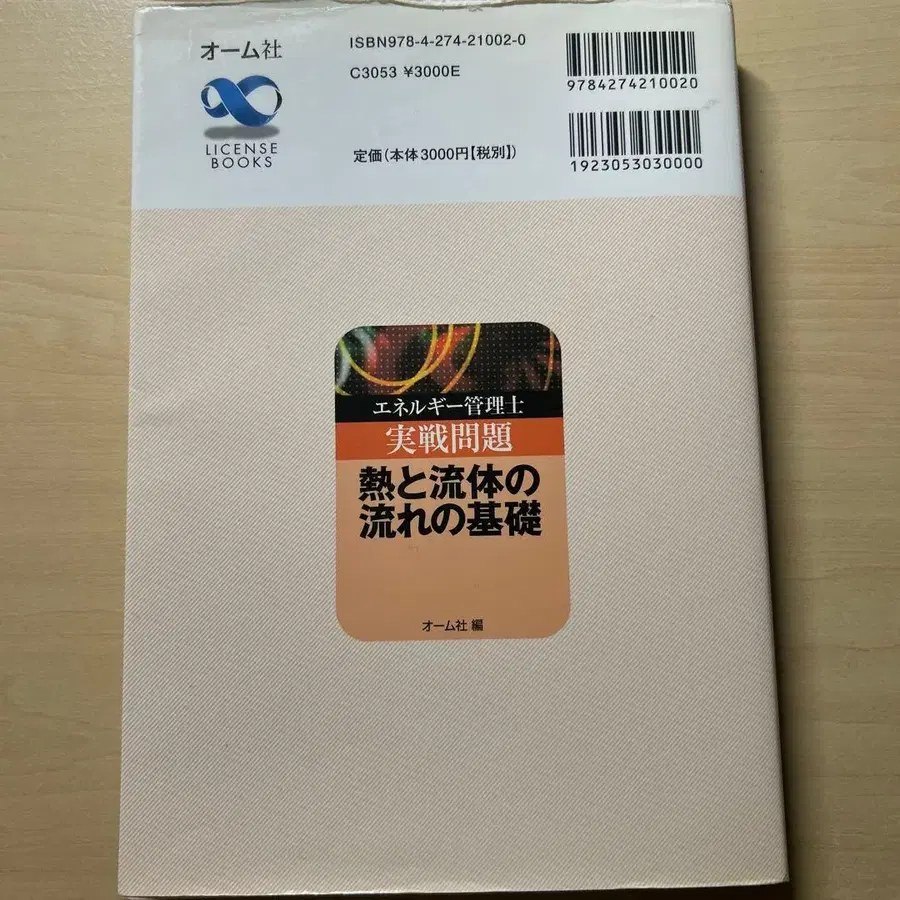 オーム社
LICENSE
BOOKS
ISBN978-4-274-21002-0
C3053 ¥3000E
定価(本体3000円【税別】)
9784274210020
1923053030000
エネルギー管理士
実戦問題
熱と流体の
流れの基礎
オーム社 編